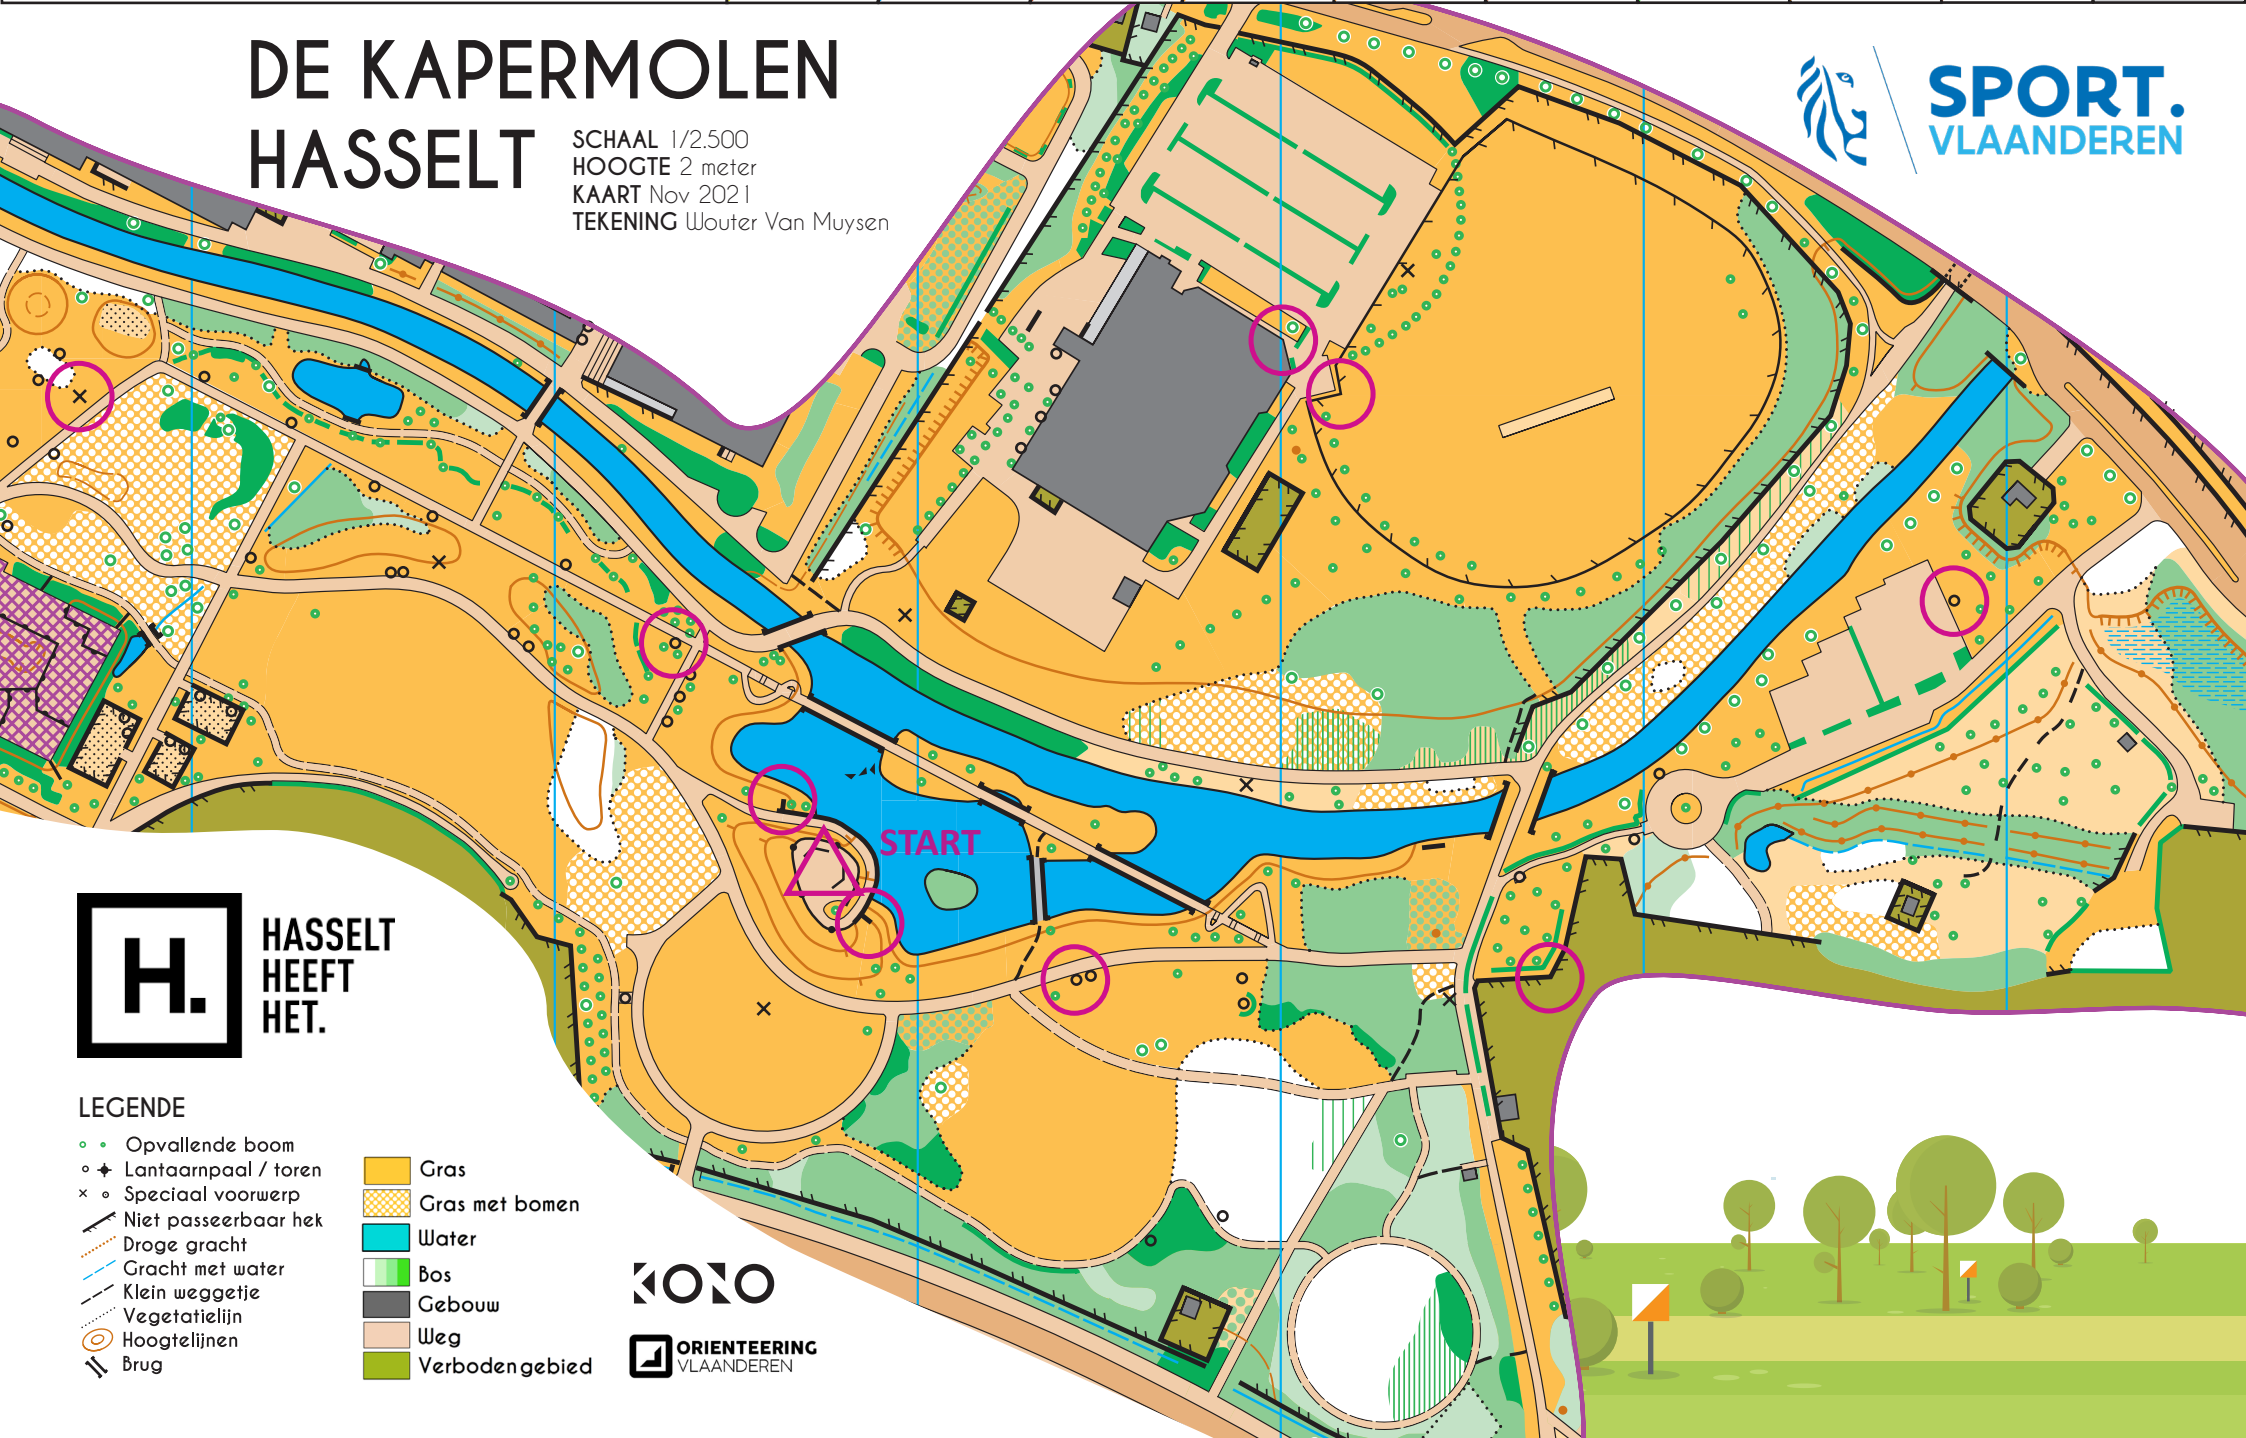 DE KAPERMOLEN
HASSELT
SCHAAL 1/2.500
HOOGTE 2 meter
KAART Nov 2021
TEKENING Wouter Van Muysen
SPORT.
VLAANDEREN
START
H.
HASSELT
HEEFT
HET.
LEGENDE
Opvallende boom
Lantaarnpaal / toren
Speciaal voorwerp
Niet passeerbaar hek
Droge gracht
Gracht met water
Klein weggetje
Vegetatielijn
Hoogtelijnen
Brug
Gras
Gras met bomen
Water
Bos
Gebouw
Weg
Verboden gebied
KONO
ORIENTEERING
VLAANDEREN